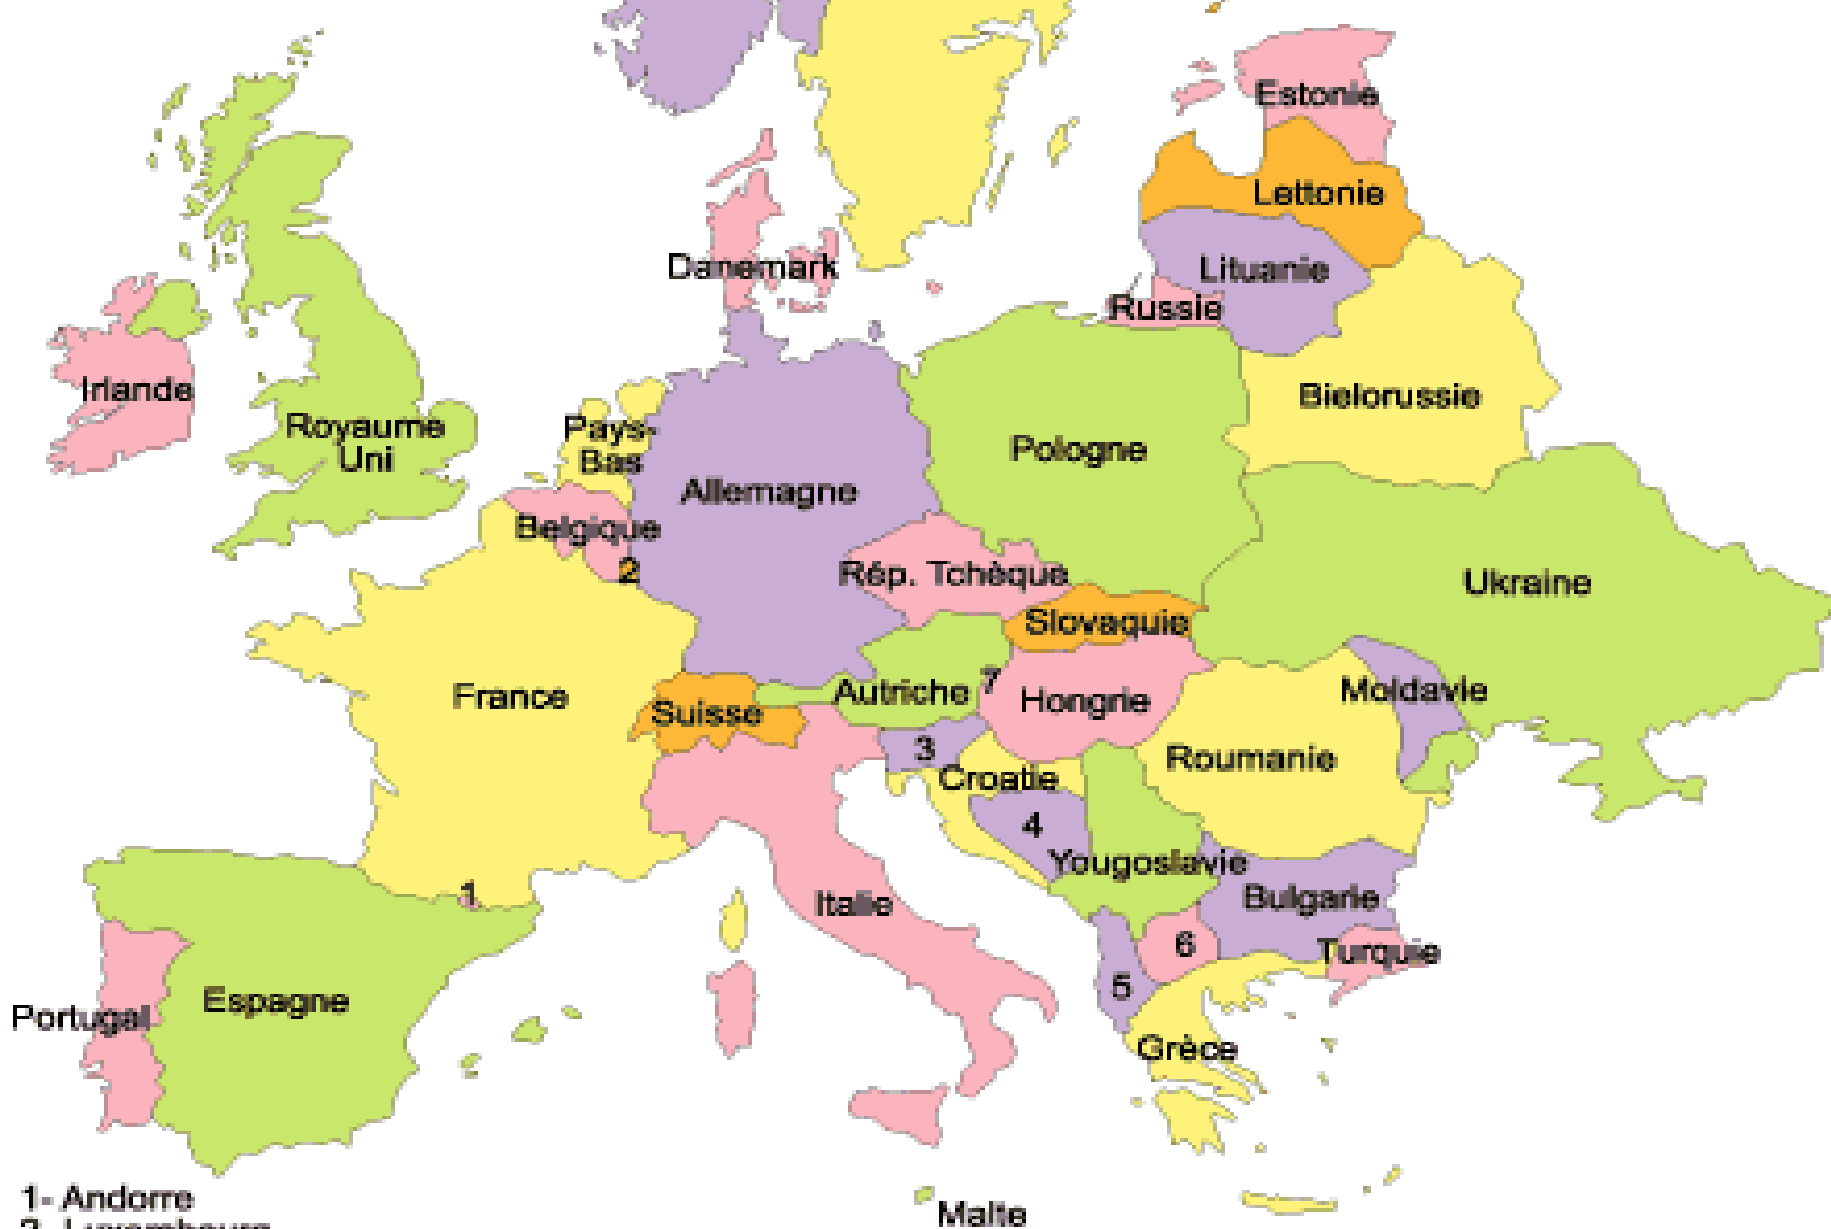 Estonie
Lettonie
Danemark
Lituanie
Russie
Irlande
Royaume
Uni
Pays-
Bas
Bielorussie
Pologne
Allemagne
Belgique
2
Rép. Tchèque
Ukraine
Slovaquie
France
Suisse
Autriche
7
Hongrie
Moldavie
3
Croatie
Roumanie
4
Yougoslavie
1
Italie
Bulgarie
6
Turquie
5
Portugal
Espagne
Grèce
1- Andorre
2- Luxembourg
Malte